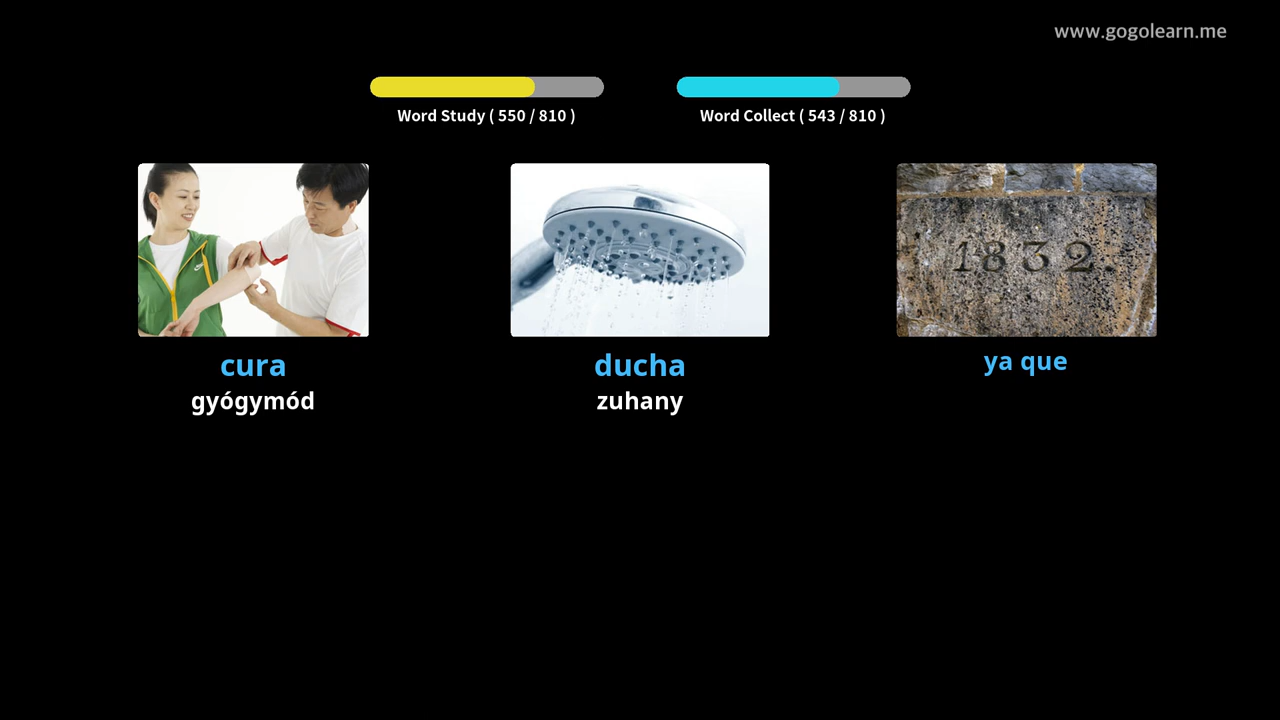 www.gogolearn.me
Word Study ( 550 / 810 )
Word Collect ( 543 / 810 )
1832.
cura
gyógymód
ducha
zuhany
ya que